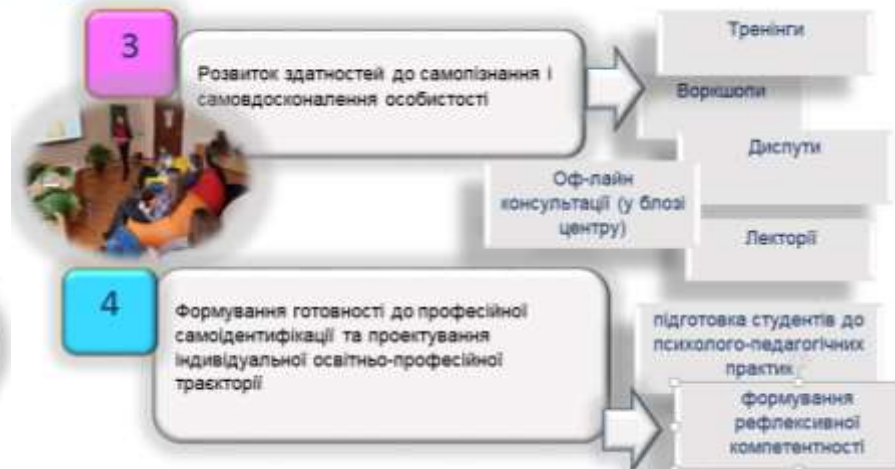 3
Розвиток здатностей до самопізнання і
самовдосконалення особистості
Тренінги
Воркшопи
Диспути
Оф-лайн
консультації (у блозі
центру)
Лекторії
4
Формування готовності до професійної
самоідентифікації та проектування
індивідуальної освітньо-професійної
траєкторії
підготовка студентів до
психолого-педагогічних
практик
формування
рефлексивної
компетентності